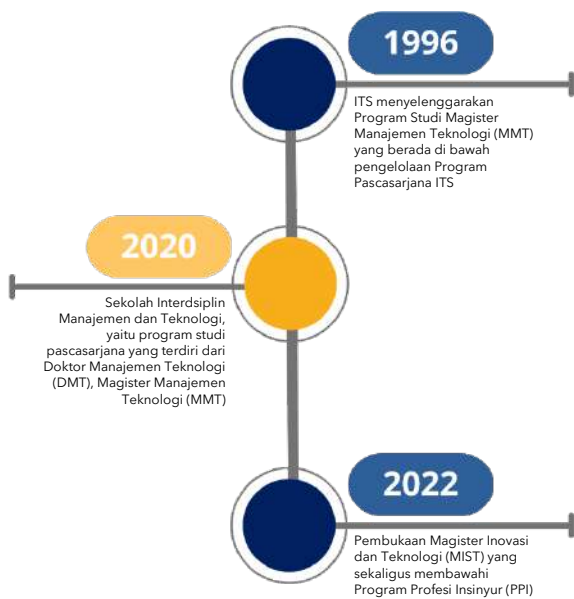 1996
ITS menyelenggarakan
Program Studi Magister
Manajemen Teknologi (MMT)
yang berada di bawah
pengelolaan Program
Pascasarjana ITS
2020
Sekolah Interdisplin
Manajemen dan Teknologi,
yaitu program studi
pascasarjana yang terdiri dari
Doktor Manajemen Teknologi
(DMT), Magister Manajemen
Teknologi (MMT)
2022
Pembukaan Magister Inovasi
dan Teknologi (MIST) yang
sekaligus membawahi
Program Profesi Insinyur (PPI)